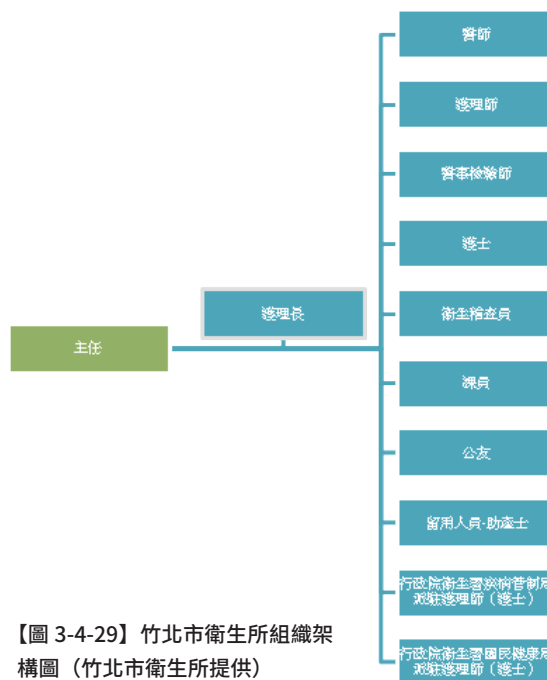 醫師
護理師
醫事檢驗師
護士
護理長
衛生稽查員
主任
課員
公友
留用人員-助產士
行政院衛生署疾病管制局
派駐護理師（護士）
行政院衛生署國民健康局
派駐護理師（護士）
【圖 3-4-29】竹北市衛生所組織架
構圖（竹北市衛生所提供）